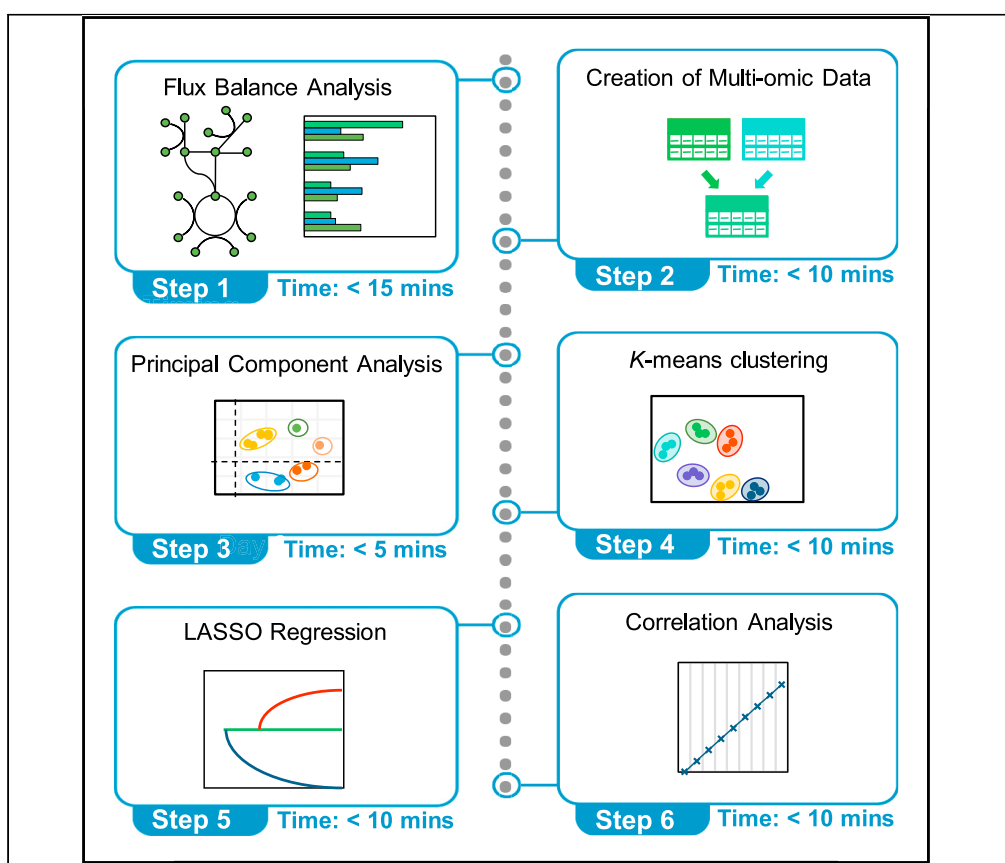 Flux Balance Analysis
Step 1
Time: < 15 mins
Creation of Multi-omic Data
Step 2
Time: < 10 mins
Principal Component Analysis
Step 3
Day
Time: < 5 mins
K-means clustering
Step 4
Time: < 10 mins
LASSO Regression
Step 5
Time: < 10 mins
Correlation Analysis
Step 6
Time: < 10 mins